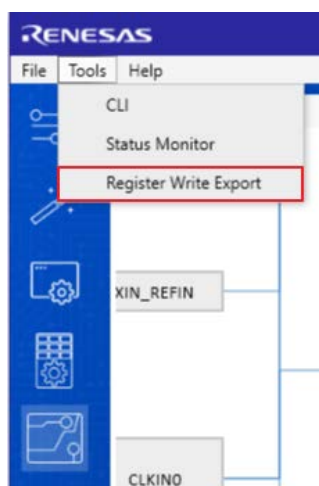 RENESAS
File Tools Help
CLI
Status Monitor
Register Write Export
XIN_REFIN
CLKIN0